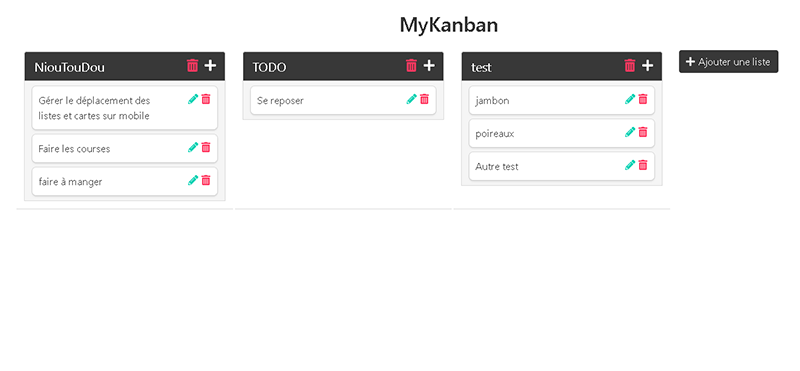 MyKanban
NiouTouDou
Gérer le déplacement des
listes et cartes sur mobile
Faire les courses
faire à manger
TODO
Se reposer
test
jambon
poireaux
Autre test
Ajouter une liste